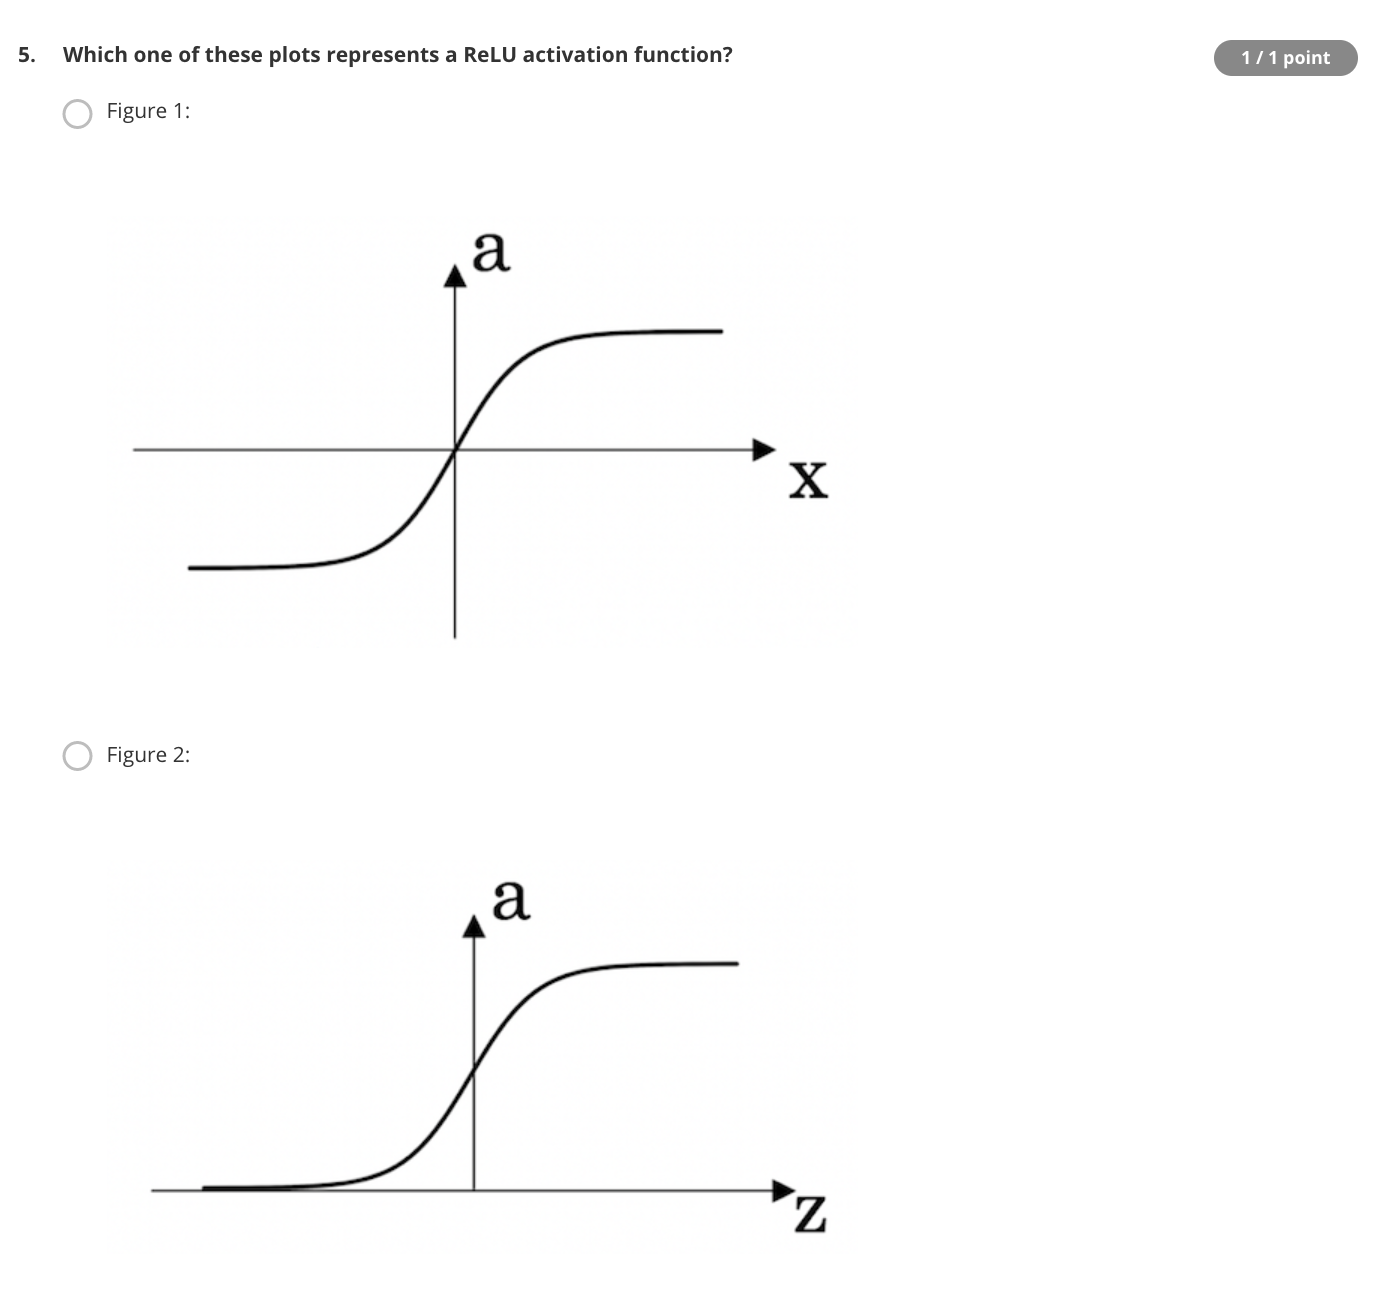 5. Which one of these plots represents a ReLU activation function?
1 / 1 point
Figure 1:
a
x
Figure 2:
a
z